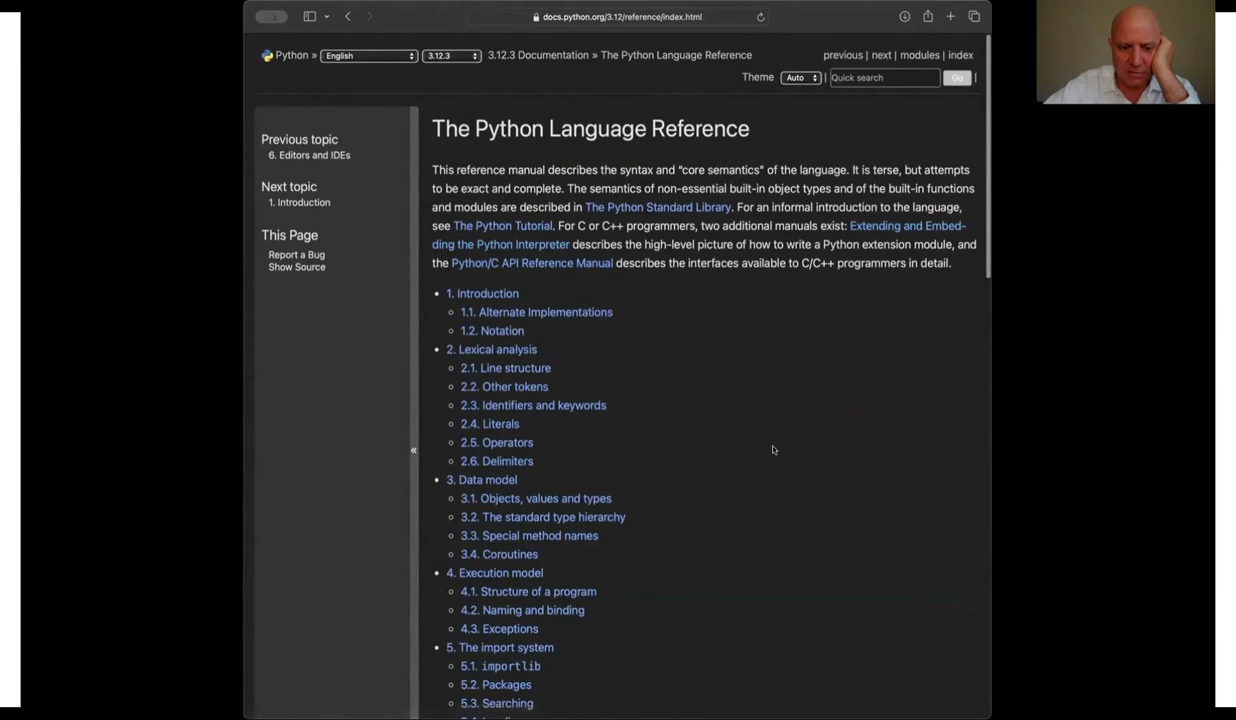 docs.python.org/3.12/reference/index.html
Python » English 3.12.3 3.12.3 Documentation » The Python Language Reference
previous | next | modules | index
Theme Auto | Quick search Go |
Previous topic
6. Editors and IDEs
Next topic
1. Introduction
This Page
Report a Bug
Show Source
«
The Python Language Reference
This reference manual describes the syntax and “core semantics” of the language. It is terse, but attempts
to be exact and complete. The semantics of non-essential built-in object types and of the built-in functions
and modules are described in The Python Standard Library. For an informal introduction to the language,
see The Python Tutorial. For C or C++ programmers, two additional manuals exist: Extending and Embed-
ding the Python Interpreter describes the high-level picture of how to write a Python extension module, and
the Python/C API Reference Manual describes the interfaces available to C/C++ programmers in detail.
• 1. Introduction
◦ 1.1. Alternate Implementations
◦ 1.2. Notation
• 2. Lexical analysis
◦ 2.1. Line structure
◦ 2.2. Other tokens
◦ 2.3. Identifiers and keywords
◦ 2.4. Literals
◦ 2.5. Operators
◦ 2.6. Delimiters
• 3. Data model
◦ 3.1. Objects, values and types
◦ 3.2. The standard type hierarchy
◦ 3.3. Special method names
◦ 3.4. Coroutines
• 4. Execution model
◦ 4.1. Structure of a program
◦ 4.2. Naming and binding
◦ 4.3. Exceptions
• 5. The import system
◦ 5.1. importlib
◦ 5.2. Packages
◦ 5.3. Searching